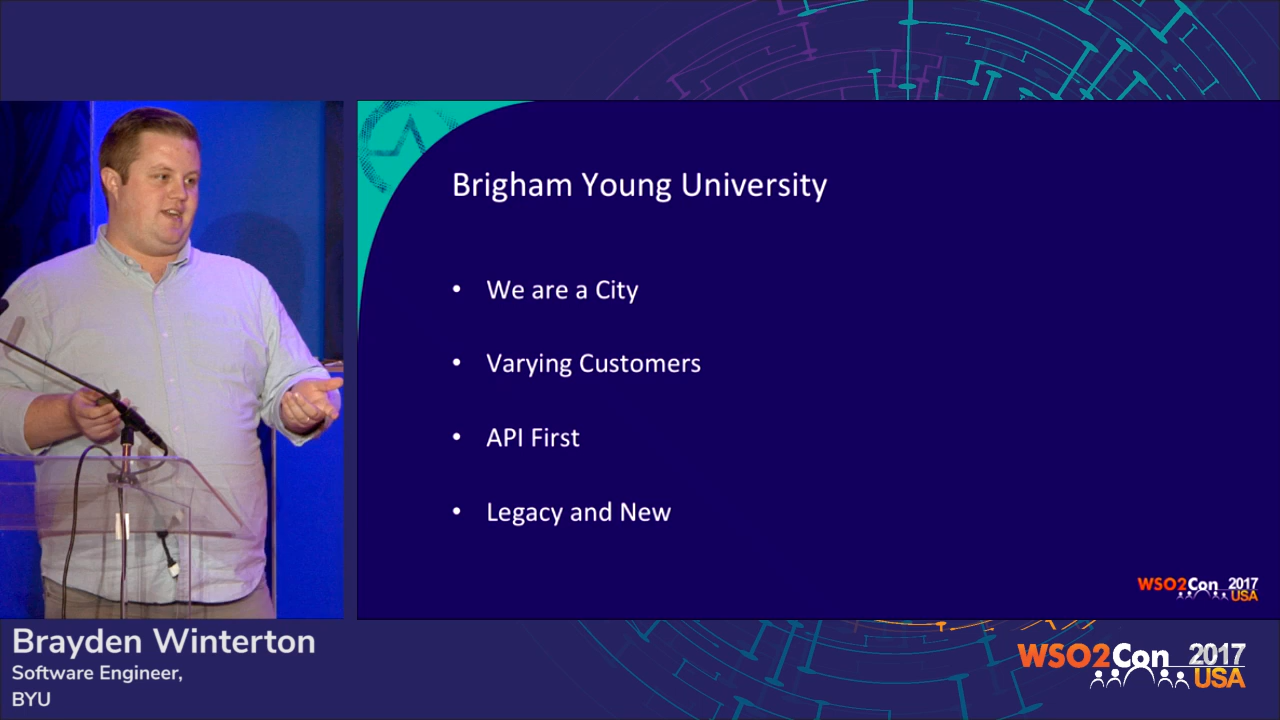 Brigham Young University
• We are a City
• Varying Customers
• API First
• Legacy and New
WSO2Con 2017
USA
Brayden Winterton
Software Engineer,
BYU
WSO2Con 2017
USA